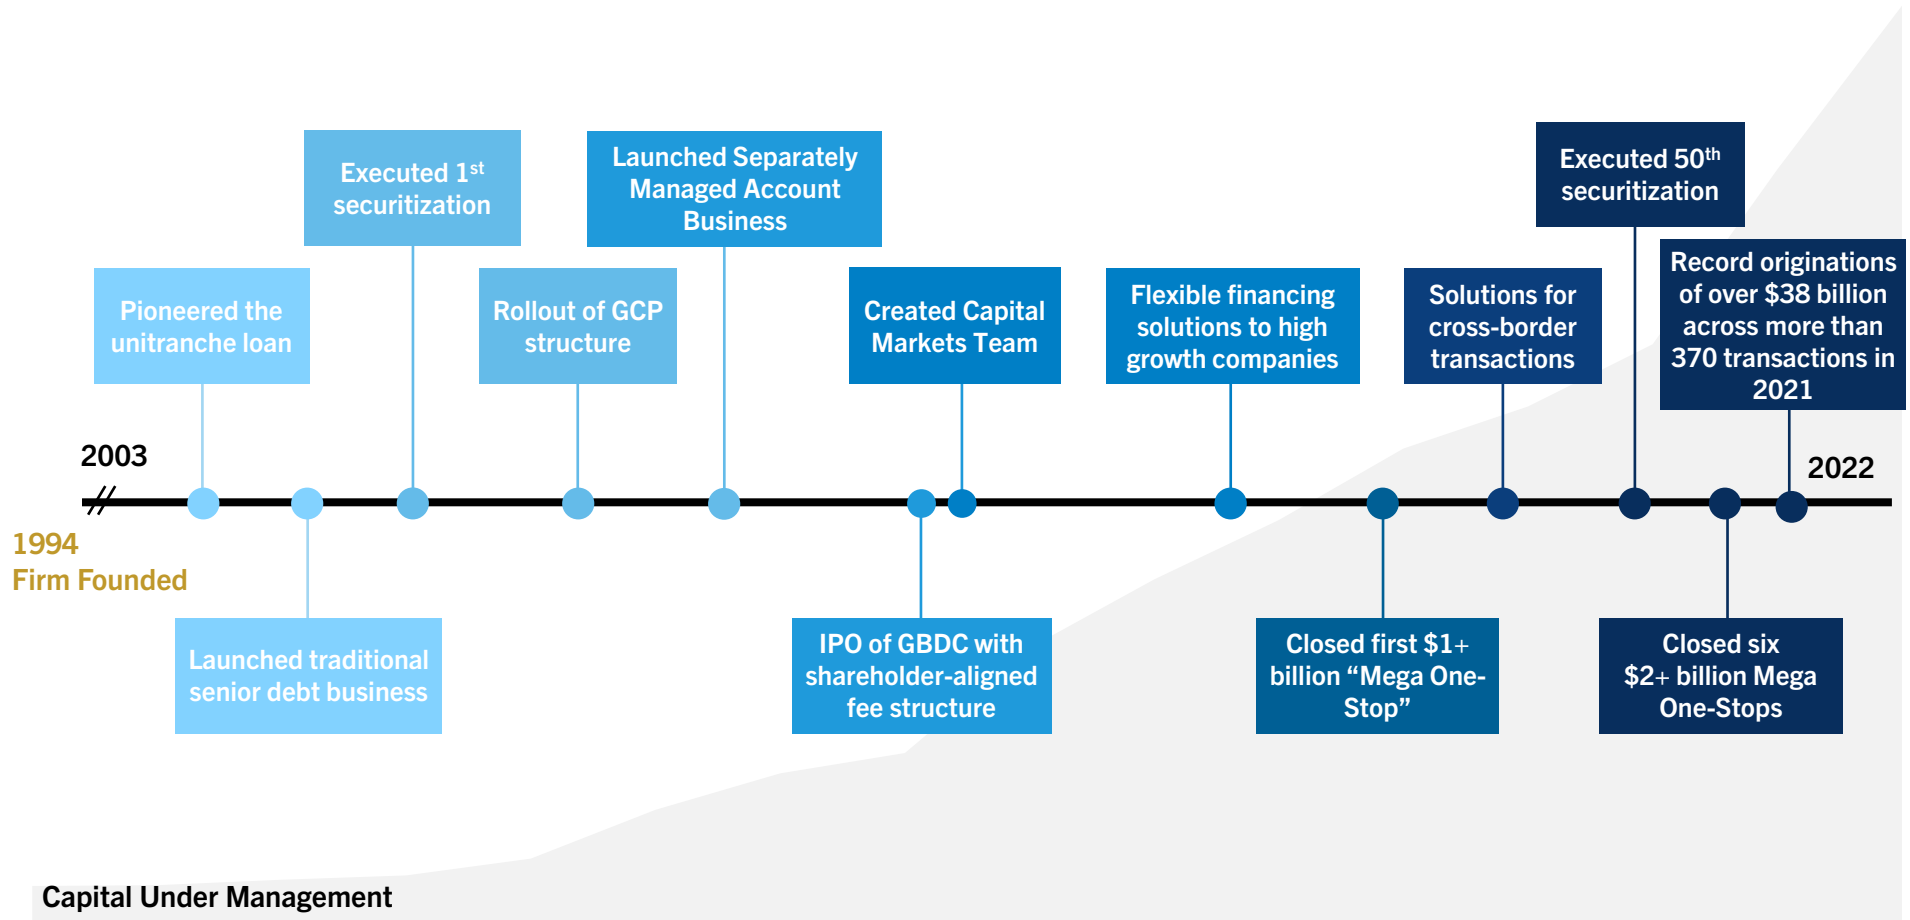 Executed 1st
securitization
Launched Separately
Managed Account
Business
Executed 50th
securitization
Pioneered the
unitranche loan
Rollout of GCP
structure
Created Capital
Markets Team
Flexible financing
solutions to high
growth companies
Solutions for
cross-border
transactions
Record originations
of over $38 billion
across more than
370 transactions in
2021
2003
2022
1994
Firm Founded
Launched traditional
senior debt business
IPO of GBDC with
shareholder-aligned
fee structure
Closed first $1+
billion “Mega One-
Stop”
Closed six
$2+ billion Mega
One-Stops
Capital Under Management